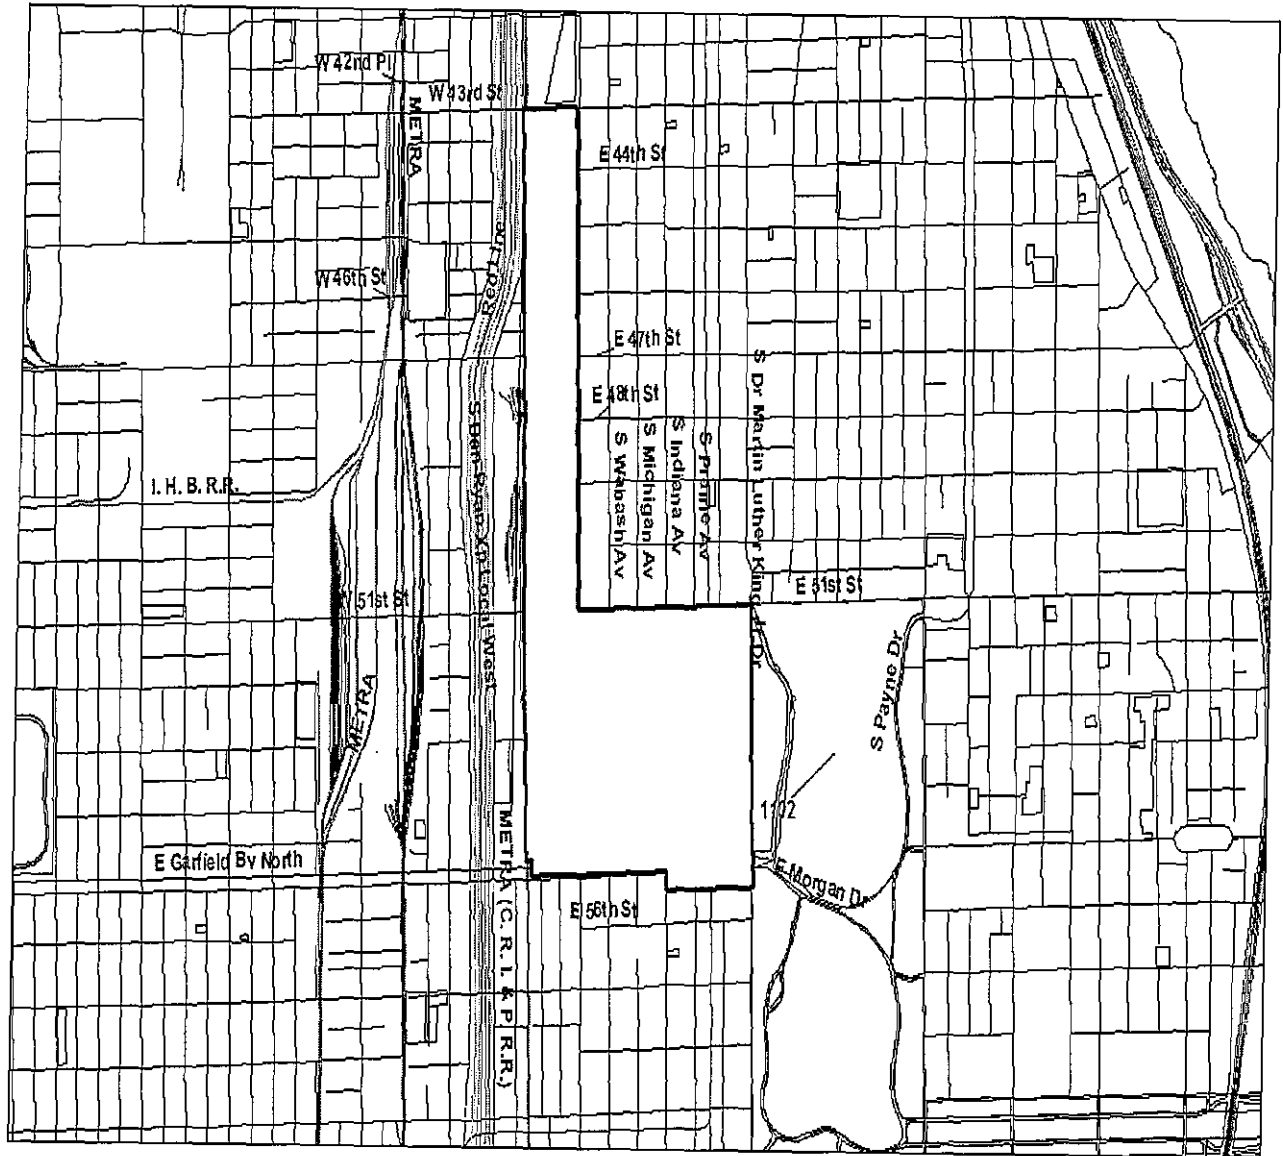 W 42nd Pl
W 43rd St
METRA
E 44th St
Red Line
W 46th St
E 47th St
E 48th St
S Wabash Av
S Michigan Av
S Indiana Av
S Prairie Av
S Dr Martin Luther King Jr Dr
S Dan Ryan Xp Local West
I. H. B. R.R.
E 51st St
W 51st St
S Payne Dr
METRA
1102
E Garfield Bv North
METRA (C. R. I. & P R.R.)
E Morgan Dr
E 56th St